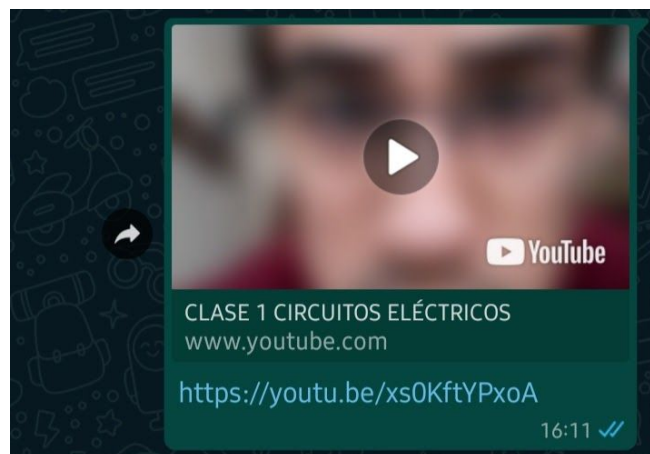 YouTube
CLASE 1 CIRCUITOS ELÉCTRICOS
www.youtube.com
https://youtu.be/xs0KftYPxoA
16:11